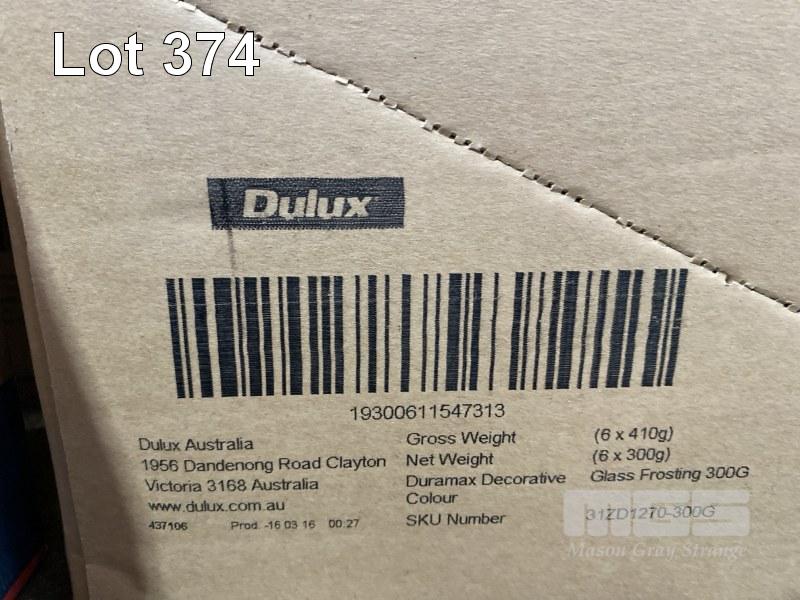 Lot 374
Dulux
19300611547313
Dulux Australia
1956 Dandenong Road Clayton
Victoria 3168 Australia
www.dulux.com.au
437106 Prod. -16 03 16 00:27
Gross Weight (6 x 410g)
Net Weight (6 x 300g)
Duramax Decorative Glass Frosting 300G
Colour
SKU Number 31ZD1270-300G
MGS
Mason Gray Strange